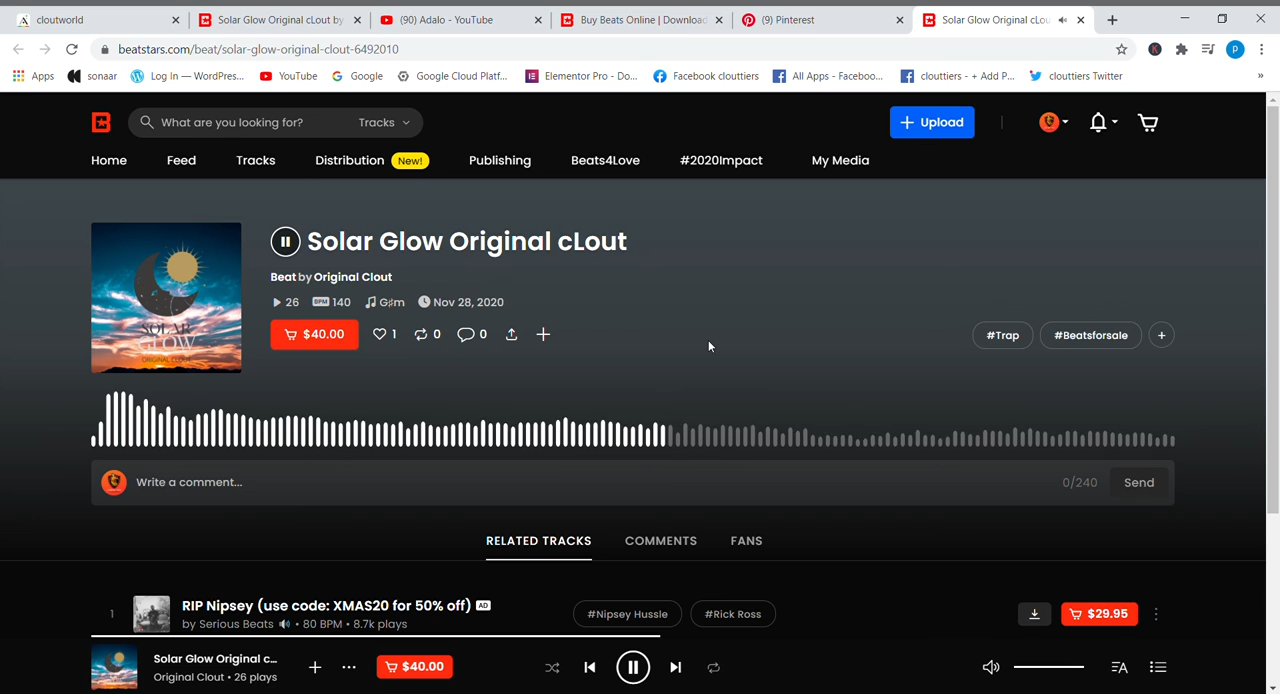 cloutworld
Solar Glow Original cLout by
(90) Adalo - YouTube
Buy Beats Online | Download
(9) Pinterest
Solar Glow Original cLou
beatstars.com/beat/solar-glow-original-clout-6492010
K
p
Apps
sonaar
Log In — WordPres...
YouTube
Google
Google Cloud Platf...
Elementor Pro - Do...
Facebook Clouttiers
All Apps - Faceboo...
clouttiers - + Add P...
clouttiers Twitter
»
What are you looking for?
Tracks
+ Upload
Home
Feed
Tracks
Distribution
New!
Publishing
Beats4Love
#2020Impact
My Media
Solar Glow Original cLout
Beat by Original Clout
26
BPM 140
G♯m
Nov 28, 2020
$40.00
1
0
0
#Trap
#Beatsforsale
+
SOLAR
GLOW
ORIGINAL CLOUT
Write a comment...
0/240
Send
RELATED TRACKS
COMMENTS
FANS
1
RIP Nipsey (use code: XMAS20 for 50% off) AD
by Serious Beats • 80 BPM • 8.7k plays
#Nipsey Hussle
#Rick Ross
$29.95
Solar Glow Original c...
Original Clout • 26 plays
$40.00